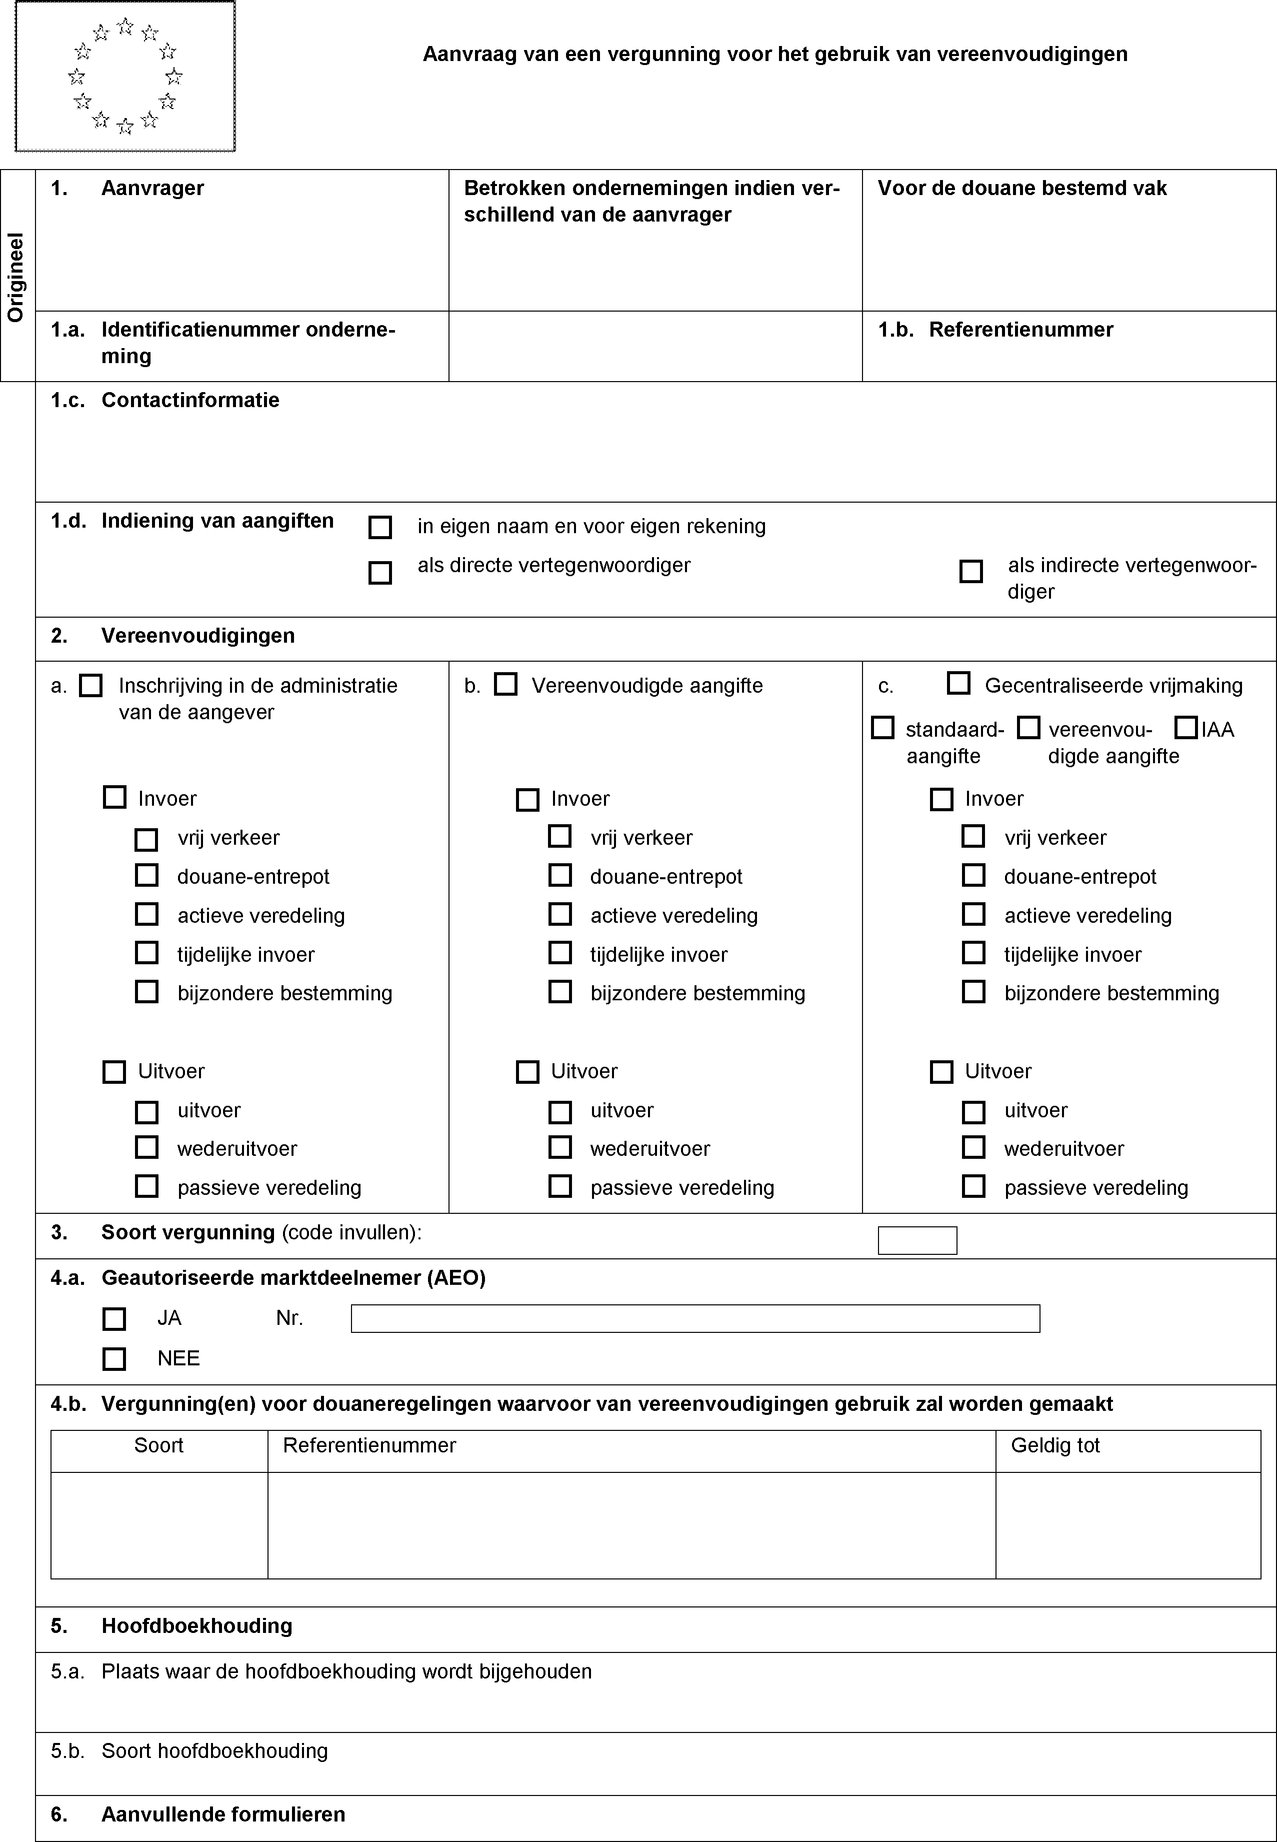 Aanvraag van een vergunning voor het gebruik van vereenvoudigingen
Origineel
1. Aanvrager
Betrokken ondernemingen indien ver-
schillend van de aanvrager
Voor de douane bestemd vak
1.a. Identificatienummer onderne-
ming
1.b. Referentienummer
1.c. Contactinformatie
1.d. Indiening van aangiften
in eigen naam en voor eigen rekening
als directe vertegenwoordiger
als indirecte vertegenwoor-
diger
2. Vereenvoudigingen
a. Inschrijving in de administratie
van de aangever
Invoer
vrij verkeer
douane-entrepot
actieve veredeling
tijdelijke invoer
bijzondere bestemming
Uitvoer
uitvoer
wederuitvoer
passieve veredeling
b. Vereenvoudigde aangifte
Invoer
vrij verkeer
douane-entrepot
actieve veredeling
tijdelijke invoer
bijzondere bestemming
Uitvoer
uitvoer
wederuitvoer
passieve veredeling
c. Gecentraliseerde vrijmaking
standaard-
aangifte
vereenvou-
digde aangifte
IAA
Invoer
vrij verkeer
douane-entrepot
actieve veredeling
tijdelijke invoer
bijzondere bestemming
Uitvoer
uitvoer
wederuitvoer
passieve veredeling
3. Soort vergunning (code invullen):
4.a. Geautoriseerde marktdeelnemer (AEO)
JA Nr.
NEE
4.b. Vergunning(en) voor douaneregelingen waarvoor van vereenvoudigingen gebruik zal worden gemaakt
Soort Referentienummer Geldig tot
5. Hoofdboekhouding
5.a. Plaats waar de hoofdboekhouding wordt bijgehouden
5.b. Soort hoofdboekhouding
6. Aanvullende formulieren